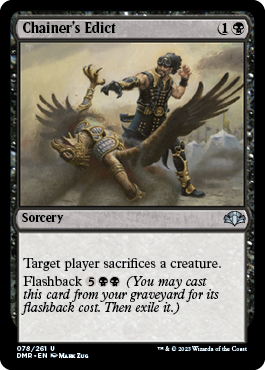 Chainer's Edict 1
Sorcery
Target player sacrifices a creature.
Flashback 5 (You may cast
this card from your graveyard for its
flashback cost. Then exile it.)
078/261 U
DMR • EN Mark Zug
™ & © 2023 Wizards of the Coast